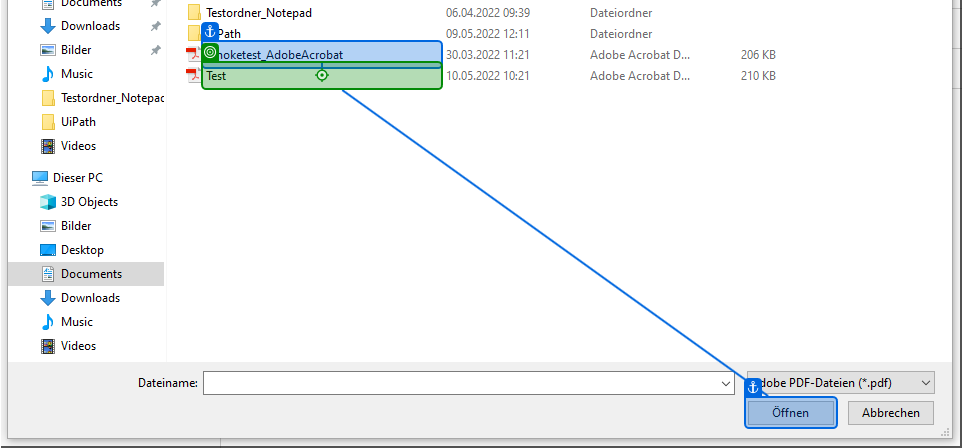 Documents
Downloads
Bilder
Music
Testordner_Notepad
UiPath
Videos
Dieser PC
3D Objects
Bilder
Desktop
Documents
Downloads
Music
Videos
Testordner_Notepad 06.04.2022 09:39 Dateiordner
Path 09.05.2022 12:11 Dateiordner
moketest_AdobeAcrobat 30.03.2022 11:21 Adobe Acrobat D... 206 KB
Test 10.05.2022 10:21 Adobe Acrobat D... 210 KB
Dateiname:
dobe PDF-Dateien (*.pdf)
Öffnen
Abbrechen